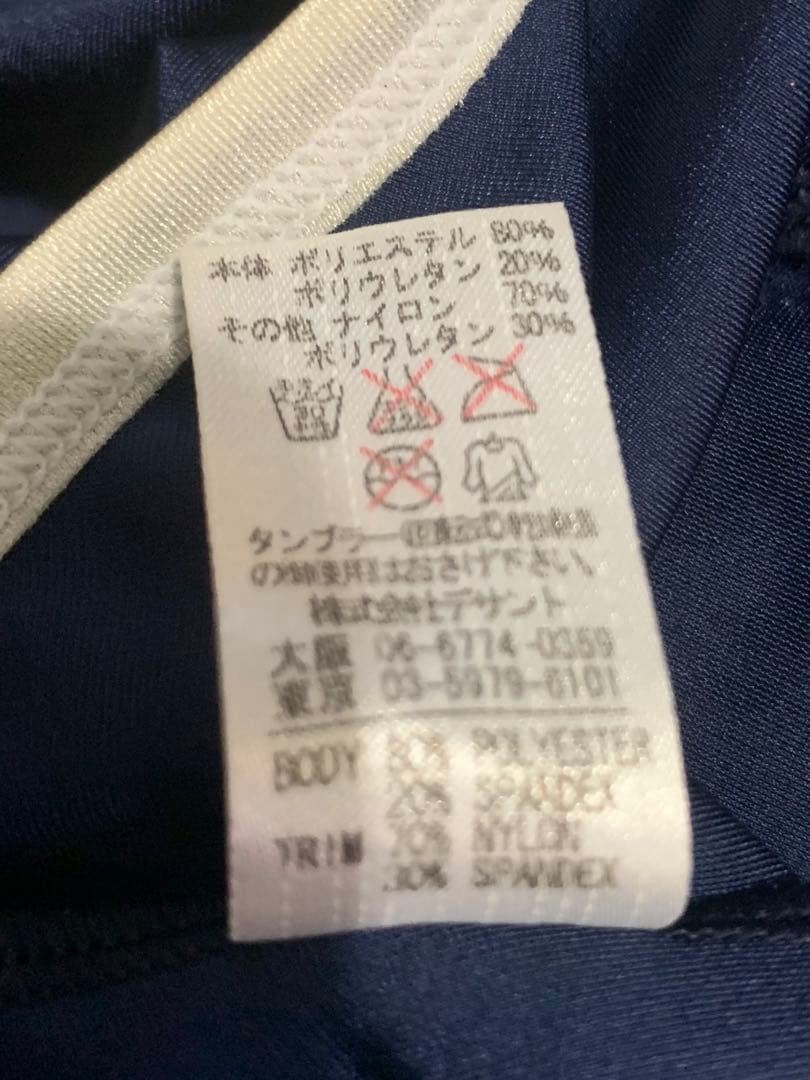 本体 ポリエステル 80%
ポリウレタン 20%
その他 ナイロン 70%
ポリウレタン 30%
タンブラー
の御使用はおさけ下さい。
株式会社デサント
大阪 06-6774-0359
東京 03-5979-6101
BODY 80% POLYESTER
20% SPANDEX
TRIM 70% NYLON
30% SPANDEX